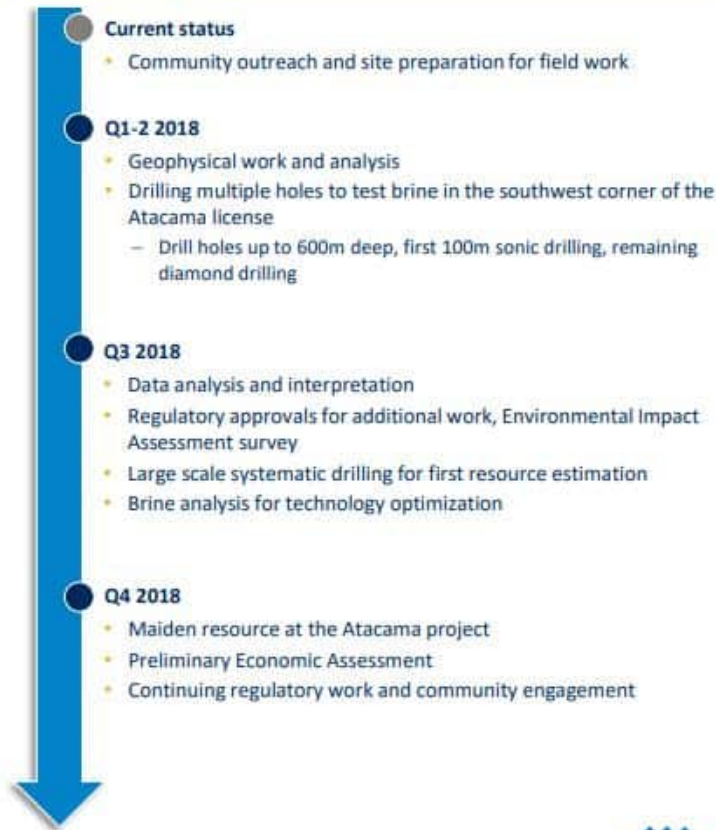 Current status
• Community outreach and site preparation for field work
Q1-2 2018
• Geophysical work and analysis
• Drilling multiple holes to test brine in the southwest corner of the
Atacama license
– Drill holes up to 600m deep, first 100m sonic drilling, remaining
diamond drilling
Q3 2018
• Data analysis and interpretation
• Regulatory approvals for additional work, Environmental Impact
Assessment survey
• Large scale systematic drilling for first resource estimation
• Brine analysis for technology optimization
Q4 2018
• Maiden resource at the Atacama project
• Preliminary Economic Assessment
• Continuing regulatory work and community engagement